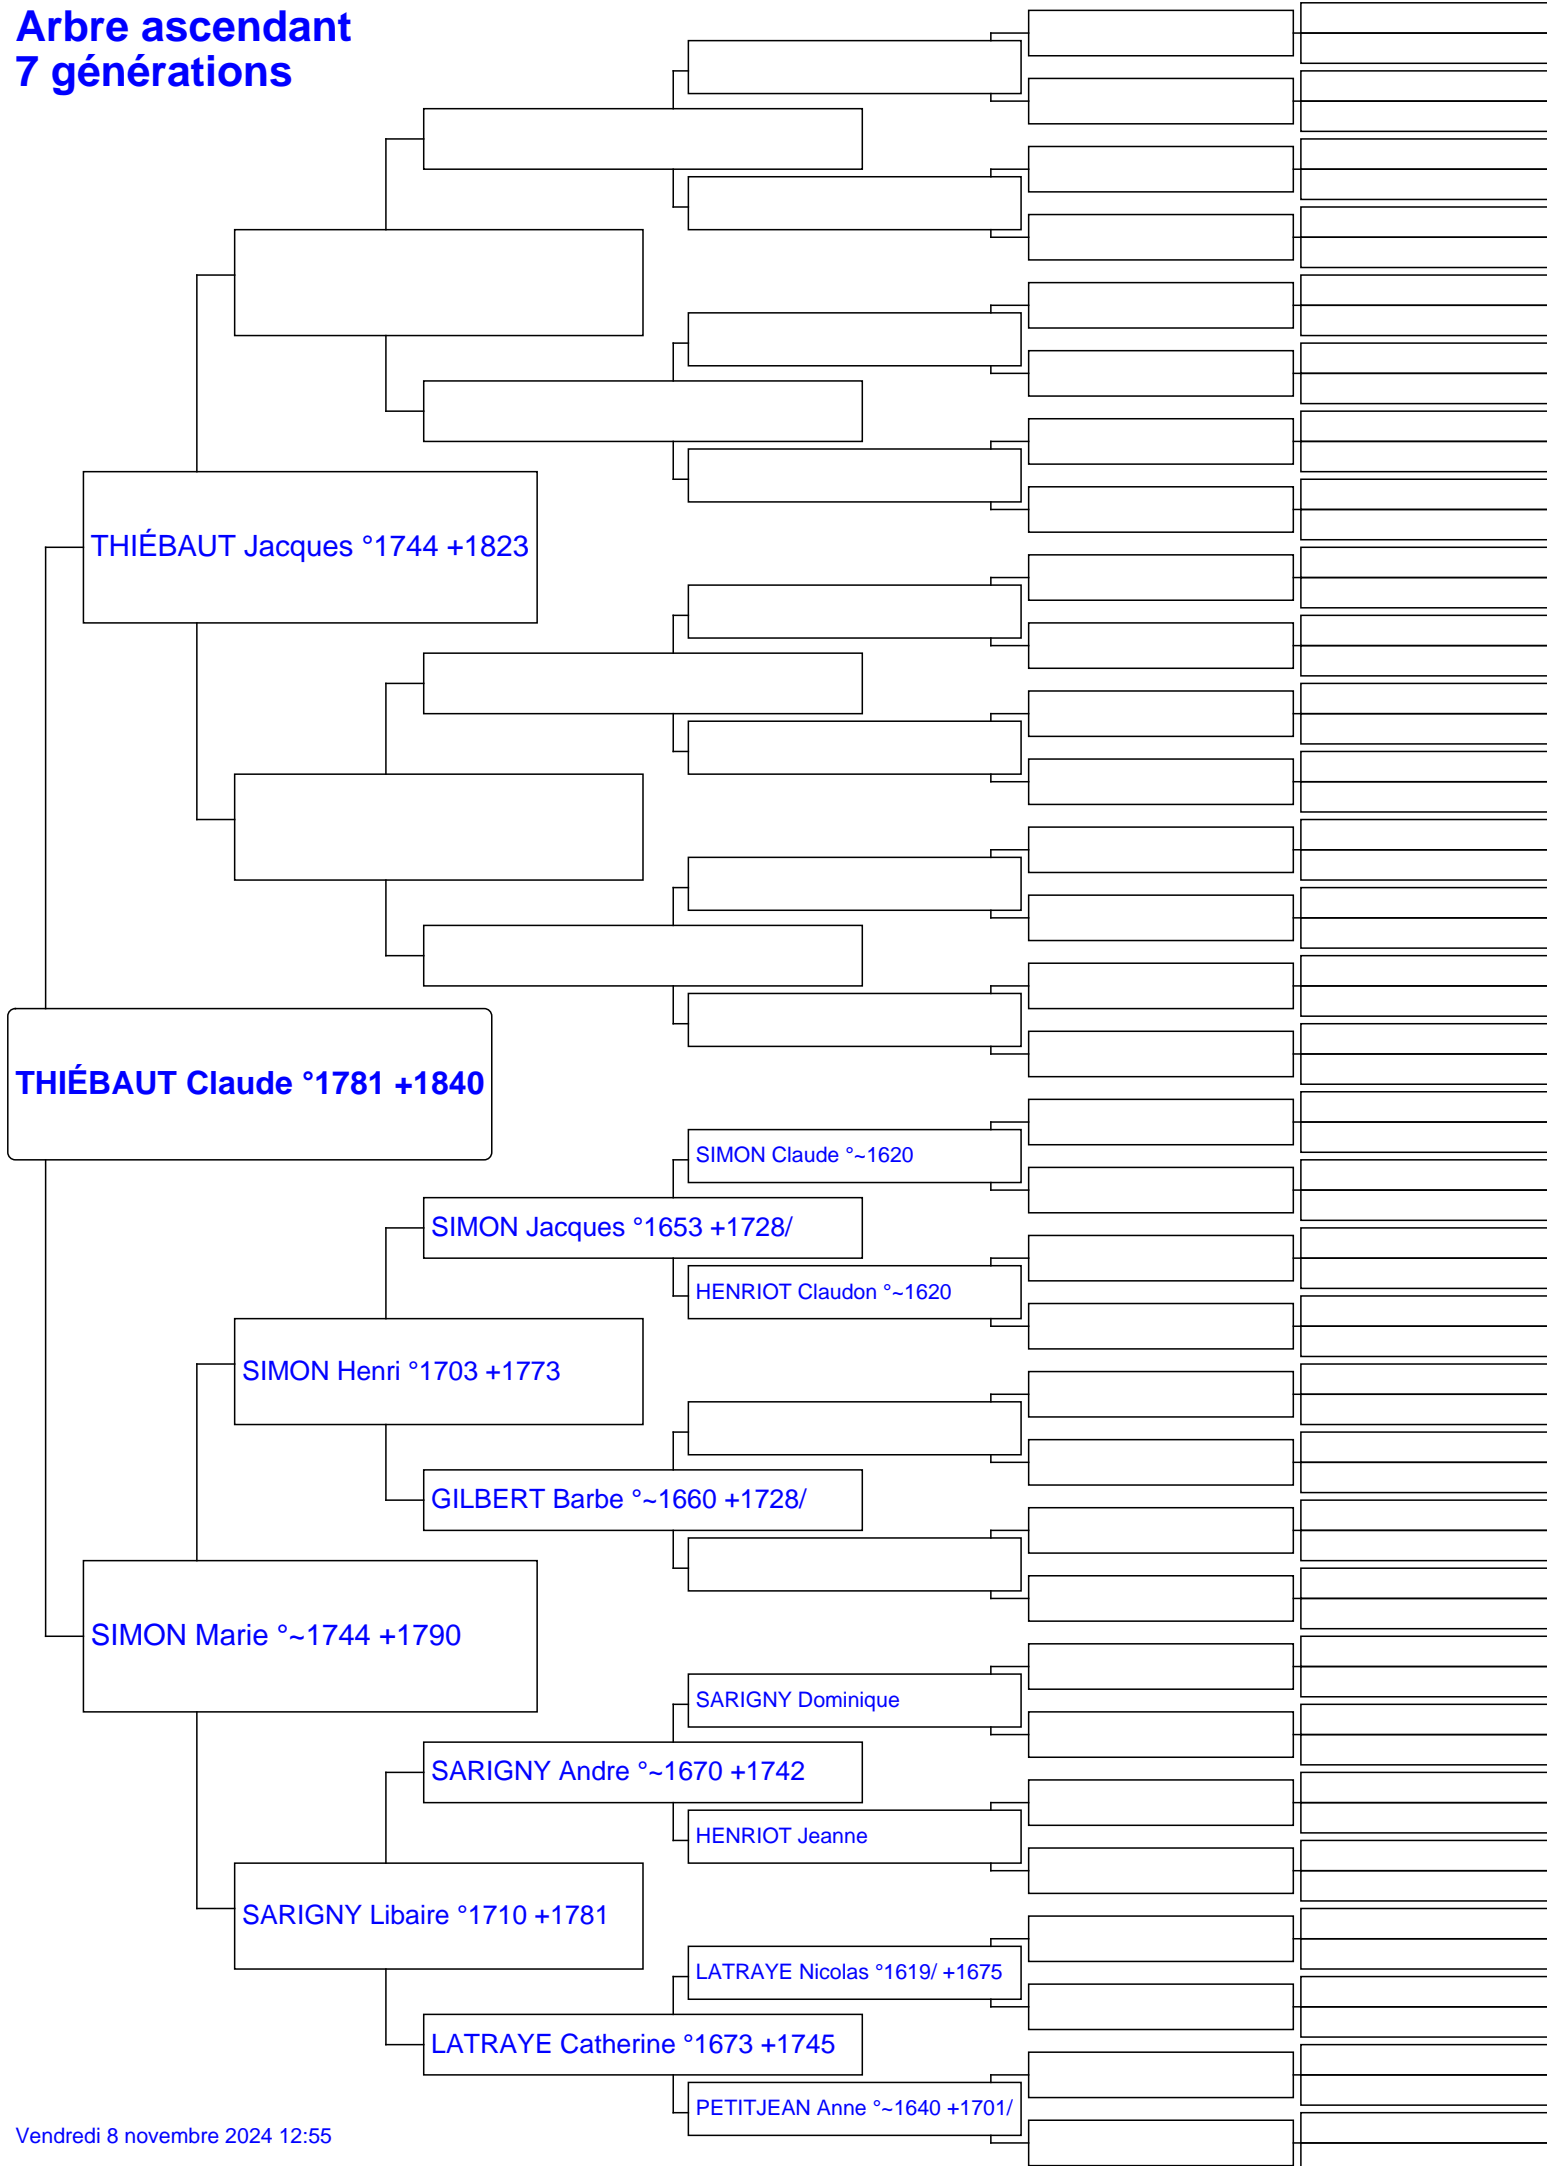 Arbre ascendant
7 générations
THIÉBAUT Jacques °1744 +1823
THIÉBAUT Claude °1781 +1840
SIMON Claude °~1620
SIMON Jacques °1653 +1728/
HENRIOT Claudon °~1620
SIMON Henri °1703 +1773
GILBERT Barbe °~1660 +1728/
SIMON Marie °~1744 +1790
SARIGNY Dominique
SARIGNY Andre °~1670 +1742
HENRIOT Jeanne
SARIGNY Libaire °1710 +1781
LATRAYE Nicolas °1619/ +1675
LATRAYE Catherine °1673 +1745
PETITJEAN Anne °~1640 +1701/
Vendredi 8 novembre 2024 12:55